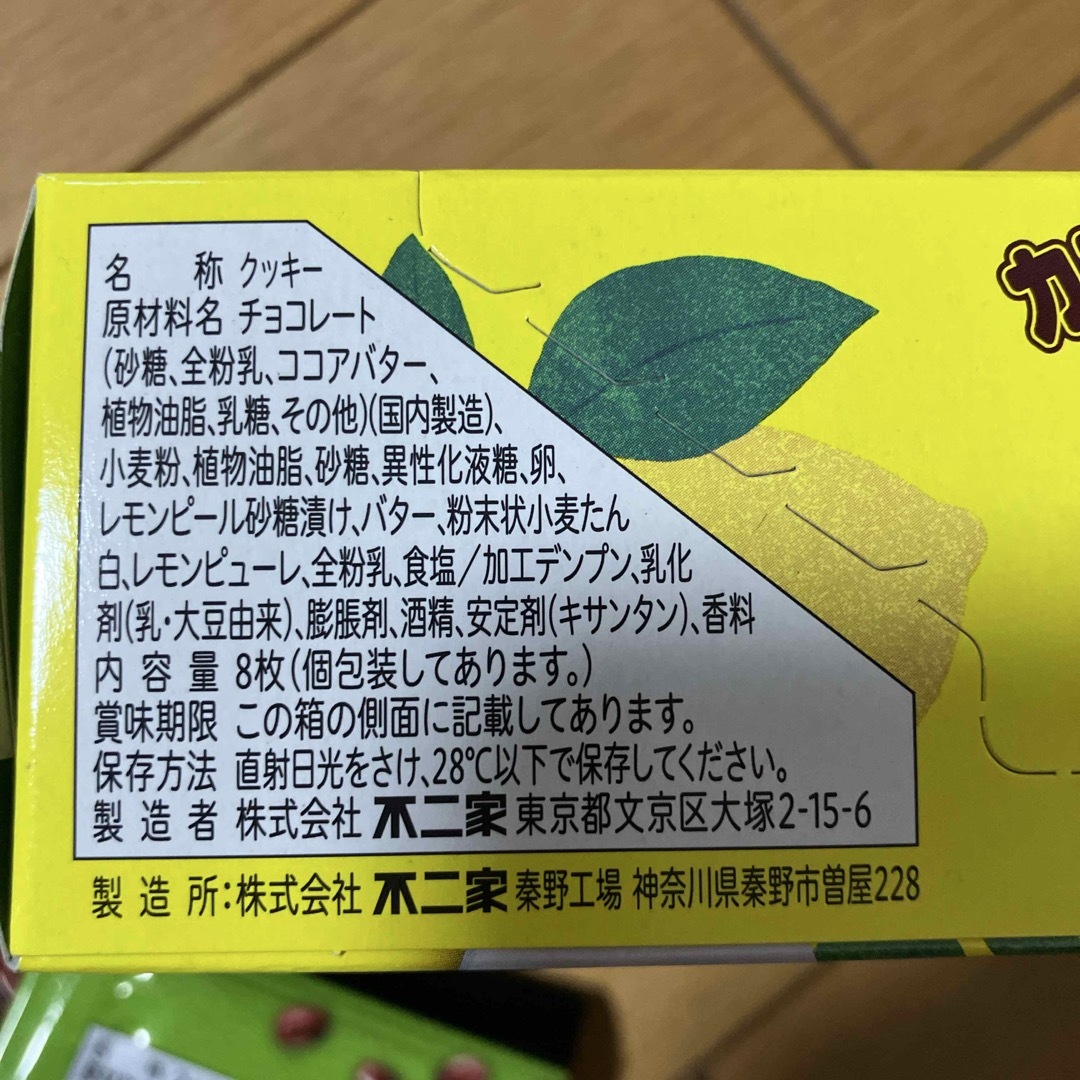 名称 クッキー
原材料名 チョコレート
(砂糖、全粉乳、ココアバター、
植物油脂、乳糖、その他)(国内製造)、
小麦粉、植物油脂、砂糖、異性化液糖、卵、
レモンピール砂糖漬け、バター、粉末状小麦たん
白、レモンピューレ、全粉乳、食塩/加工デンプン、乳化
剤(乳・大豆由来)、膨脹剤、酒精、安定剤(キサンタン)、香料
内容量 8枚(個包装してあります。)
賞味期限 この箱の側面に記載してあります。
保存方法 直射日光をさけ、28℃以下で保存してください。
製造者 株式会社 不二家 東京都文京区大塚2-15-6
製造所:株式会社 不二家 秦野工場 神奈川県秦野市曽屋228
カ